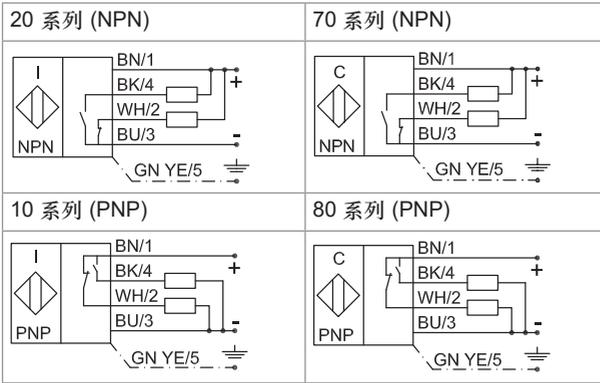 20 系列 (NPN)
I
NPN
BN/1
BK/4
WH/2
BU/3
GN YE/5
+
-
70 系列 (NPN)
C
NPN
BN/1
BK/4
WH/2
BU/3
GN YE/5
+
-
10 系列 (PNP)
I
PNP
BN/1
BK/4
WH/2
BU/3
GN YE/5
+
-
80 系列 (PNP)
C
PNP
BN/1
BK/4
WH/2
BU/3
GN YE/5
+
-